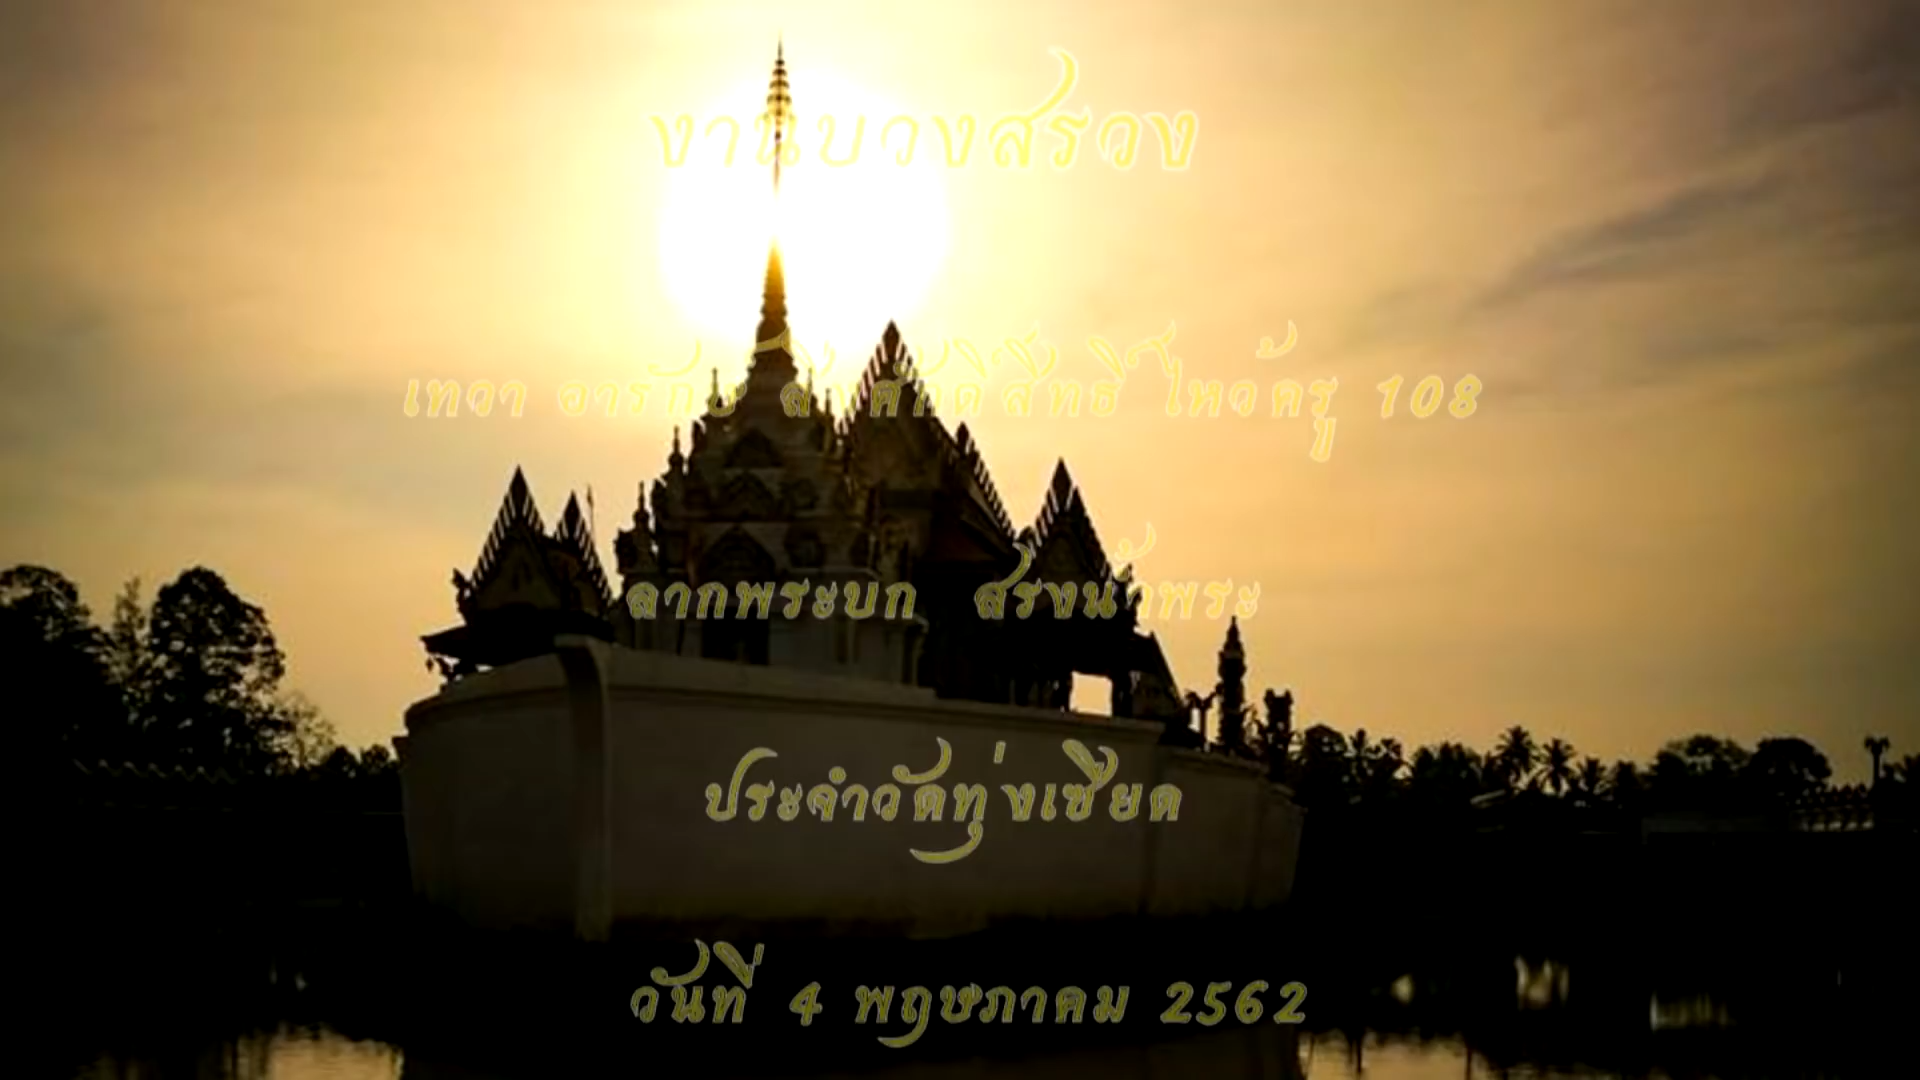 งานบวงสรวง
เทวา อารักษ์ สิ่งศักดิ์สิทธิ์ ไหว้ครู 108
ลากพระบก สรงน้ำพระ
ประจำวัดทุ่งเซียด
วันที่ 4 พฤษภาคม 2562